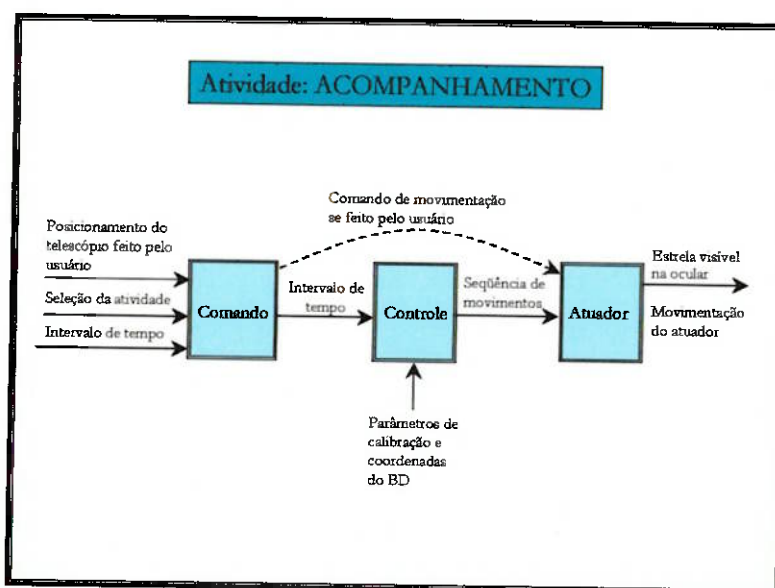 Atividade: ACOMPANHAMENTO
Comando de movimentação
se feito pelo usuário
Posicionamento do
telescópio feito pelo
usuário
Seleção da atividade
Intervalo de tempo
Comando
Intervalo de
tempo
Controle
Seqüência de
movimentos
Atuador
Estrela visível
na ocular
Movimentação
do atuador
Parâmetros de
calibração e
coordenadas
do BD